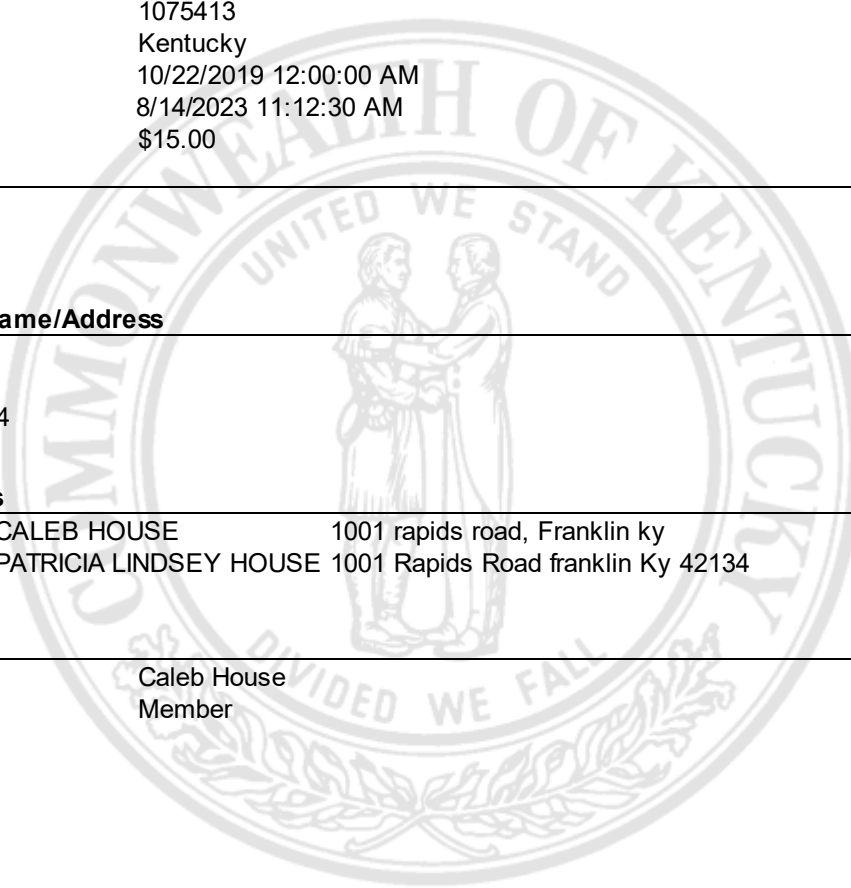 1075413
Kentucky
10/22/2019 12:00:00 AM
8/14/2023 11:12:30 AM
$15.00
ame/Address
4
s
CALEB HOUSE 1001 rapids road, Franklin ky
PATRICIA LINDSEY HOUSE 1001 Rapids Road franklin Ky 42134
Caleb House
Member
COMMONWEALTH OF KENTUCKY
UNITED WE STAND
DIVIDED WE FALL